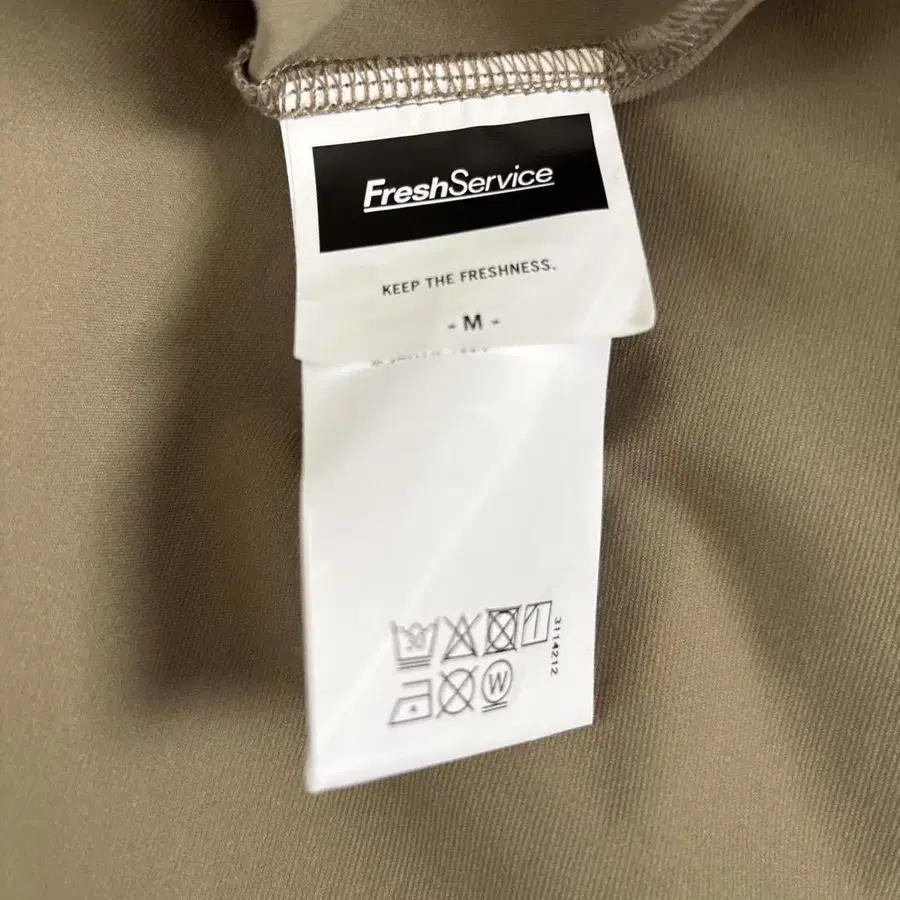 FreshService
KEEP THE FRESHNESS.
- M -
3114212
W